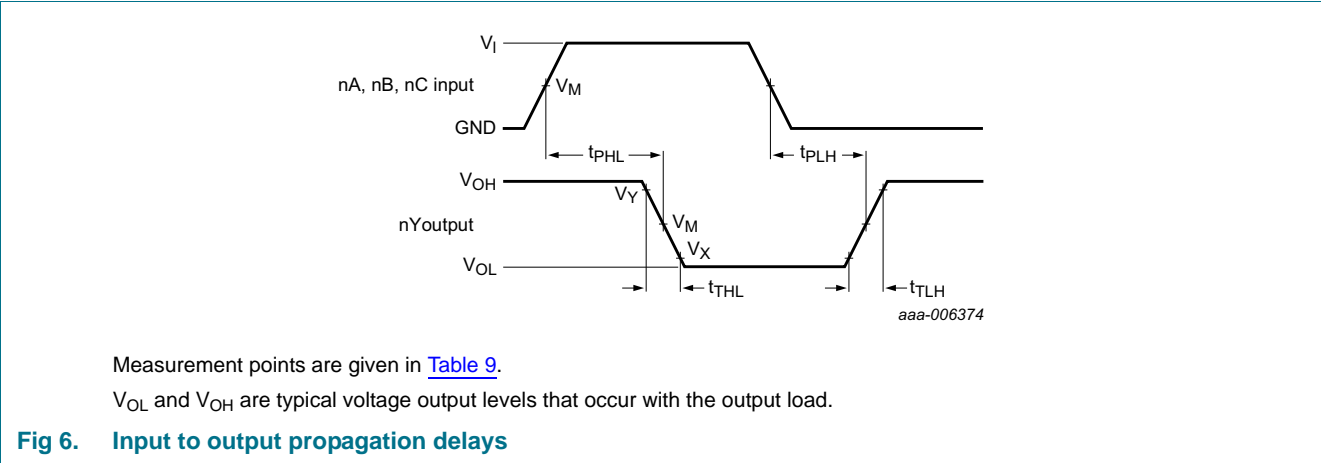 VI
nA, nB, nC input
VM
GND
tPHL
tPLH
VOH
VY
nYoutput
VM
VX
VOL
tTHL
tTLH
aaa-006374
Measurement points are given in Table 9.
VOL and VOH are typical voltage output levels that occur with the output load.
Fig 6. Input to output propagation delays